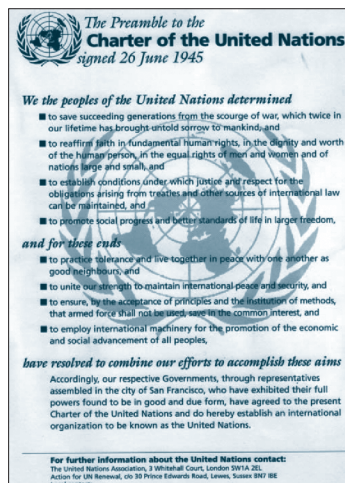 The Preamble to the
Charter of the United Nations
signed 26 June 1945
We the peoples of the United Nations determined
■ to save succeeding generations from the scourge of war, which twice in
our lifetime has brought untold sorrow to mankind, and
■ to reaffirm faith in fundamental human rights, in the dignity and worth
of the human person, in the equal rights of men and women and of
nations large and small, and
■ to establish conditions under which justice and respect for the
obligations arising from treaties and other sources of international law
can be maintained, and
■ to promote social progress and better standards of life in larger freedom,
and for these ends
■ to practice tolerance and live together in peace with one another as
good neighbours, and
■ to unite our strength to maintain international peace and security, and
■ to ensure, by the acceptance of principles and the institution of methods,
that armed force shall not be used, save in the common interest, and
■ to employ international machinery for the promotion of the economic
and social advancement of all peoples,
have resolved to combine our efforts to accomplish these aims
Accordingly, our respective Governments, through representatives
assembled in the city of San Francisco, who have exhibited their full
powers found to be in good and due form, have agreed to the present
Charter of the United Nations and do hereby establish an international
organization to be known as the United Nations.
For further information about the United Nations contact:
The United Nations Association, 3 Whitehall Court, London SW1A 2EL
Action for UN Renewal, c/o 30 Prince Edwards Road, Lewes, Sussex BN7 1BE